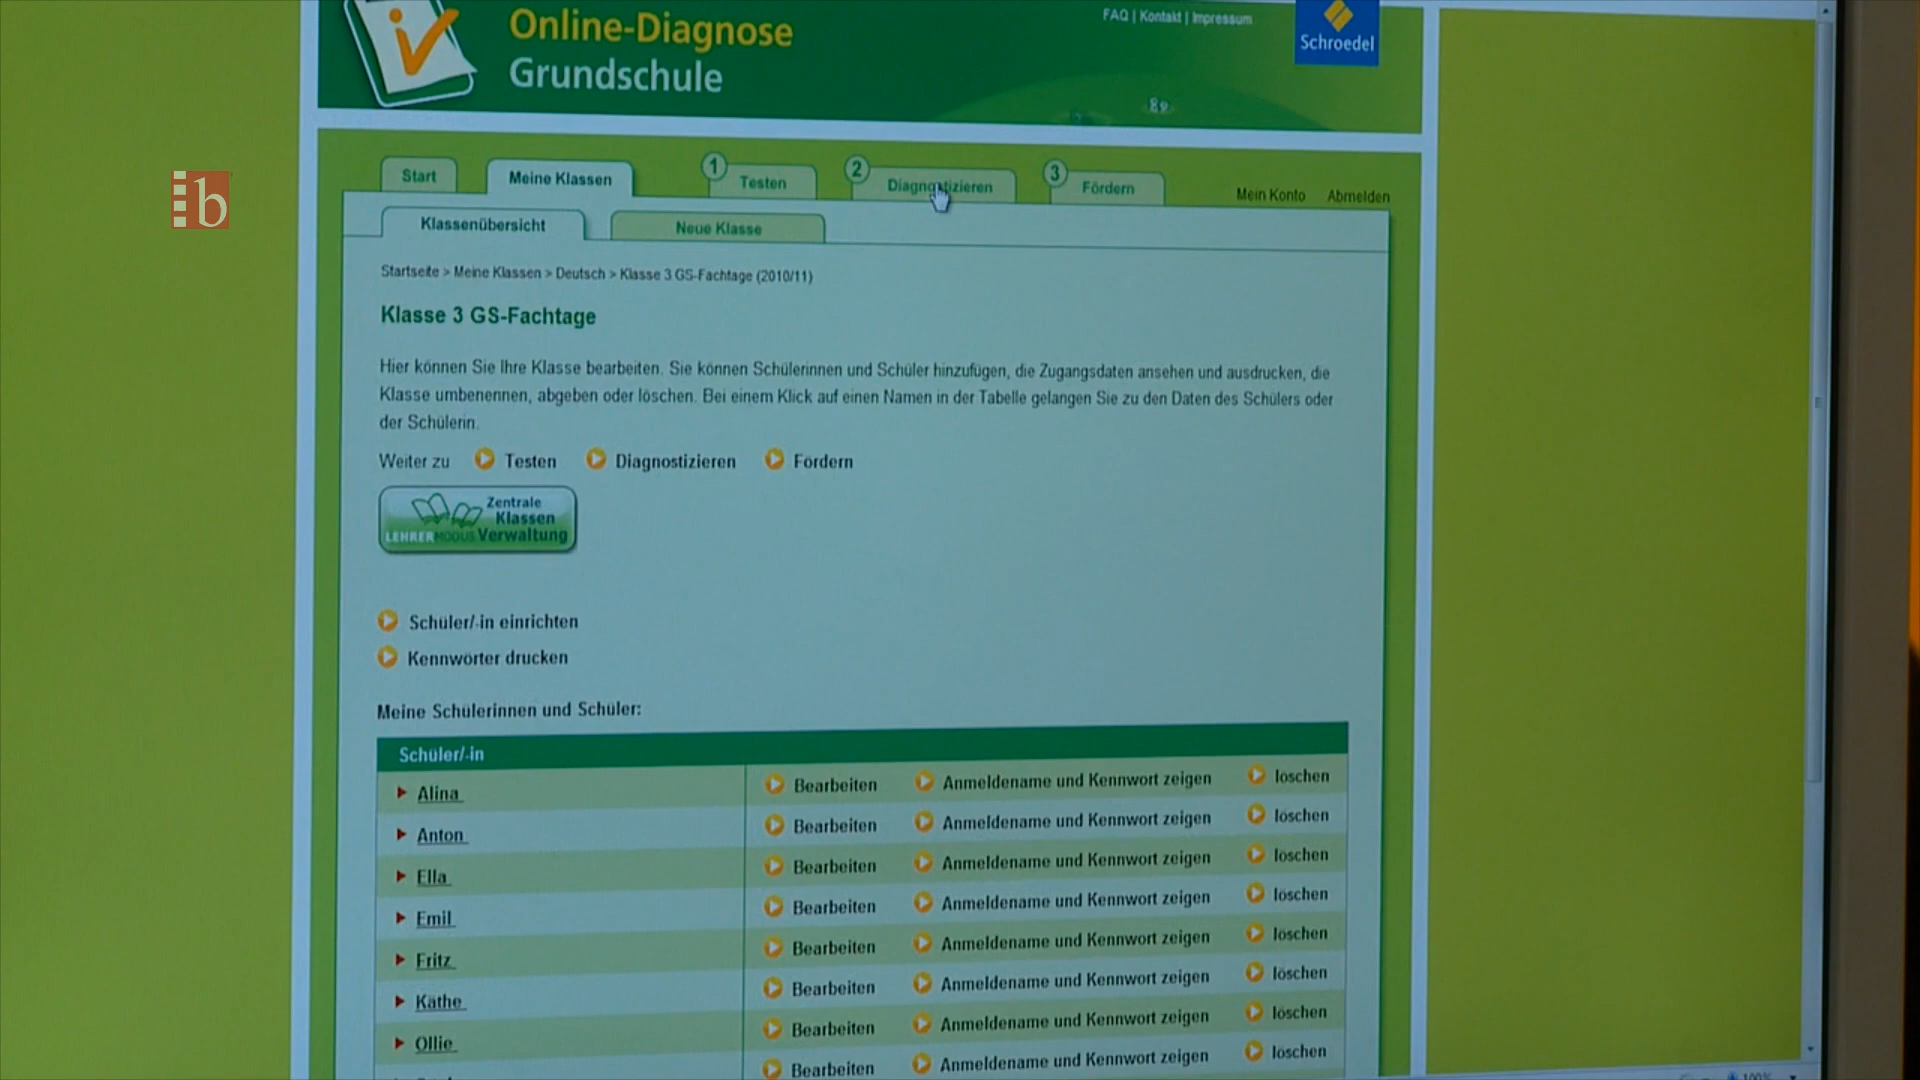 Online-Diagnose
Grundschule
FAQ | Kontakt | Impressum
Schroedel
89
b
Start
Meine Klassen
1 Testen
2 Diagnostizieren
3 Fördern
Mein Konto Abmelden
Klassenübersicht
Neue Klasse
Startseite > Meine Klassen > Deutsch > Klasse 3 GS-Fachtage (2010/11)
Klasse 3 GS-Fachtage
Hier können Sie Ihre Klasse bearbeiten. Sie können Schülerinnen und Schüler hinzufügen, die Zugangsdaten ansehen und ausdrucken, die
Klasse umbenennen, abgeben oder löschen. Bei einem Klick auf einen Namen in der Tabelle gelangen Sie zu den Daten des Schülers oder
der Schülerin.
Weiter zu Testen Diagnostizieren Fördern
Zentrale
Klassen
LEHRERMODUS Verwaltung
Schüler/-in einrichten
Kennwörter drucken
Meine Schülerinnen und Schüler:
Schüler/-in
Alina Bearbeiten Anmeldename und Kennwort zeigen löschen
Anton Bearbeiten Anmeldename und Kennwort zeigen löschen
Ella Bearbeiten Anmeldename und Kennwort zeigen löschen
Emil Bearbeiten Anmeldename und Kennwort zeigen löschen
Fritz Bearbeiten Anmeldename und Kennwort zeigen löschen
Käthe Bearbeiten Anmeldename und Kennwort zeigen löschen
Ollie Bearbeiten Anmeldename und Kennwort zeigen löschen
Bearbeiten Anmeldename und Kennwort zeigen löschen
100%